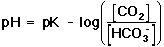 pH = pK - log([CO₂]/[HCO₃⁻])